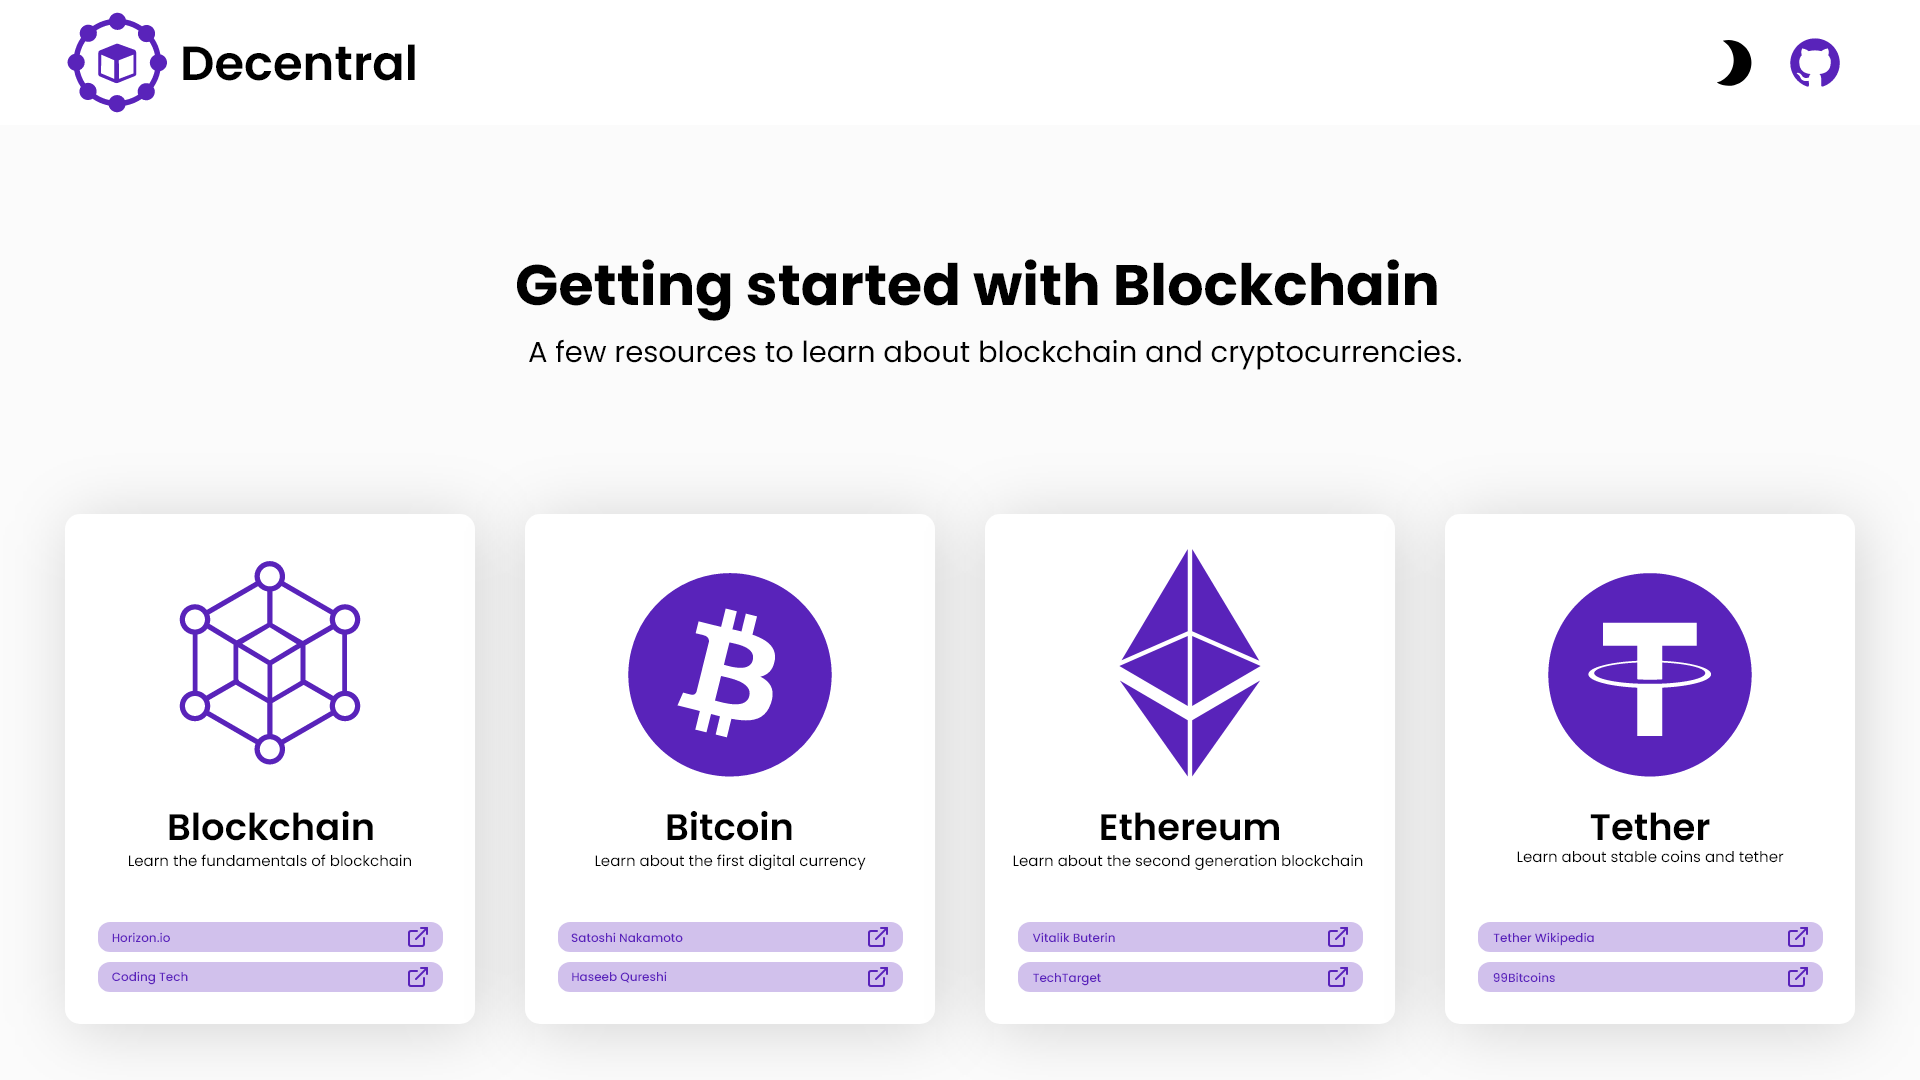 Decentral
Getting started with Blockchain
A few resources to learn about blockchain and cryptocurrencies.
Blockchain
Learn the fundamentals of blockchain
Horizon.io
Coding Tech
Bitcoin
Learn about the first digital currency
Satoshi Nakamoto
Haseeb Qureshi
Ethereum
Learn about the second generation blockchain
Vitalik Buterin
TechTarget
Tether
Learn about stable coins and tether
Tether Wikipedia
99Bitcoins